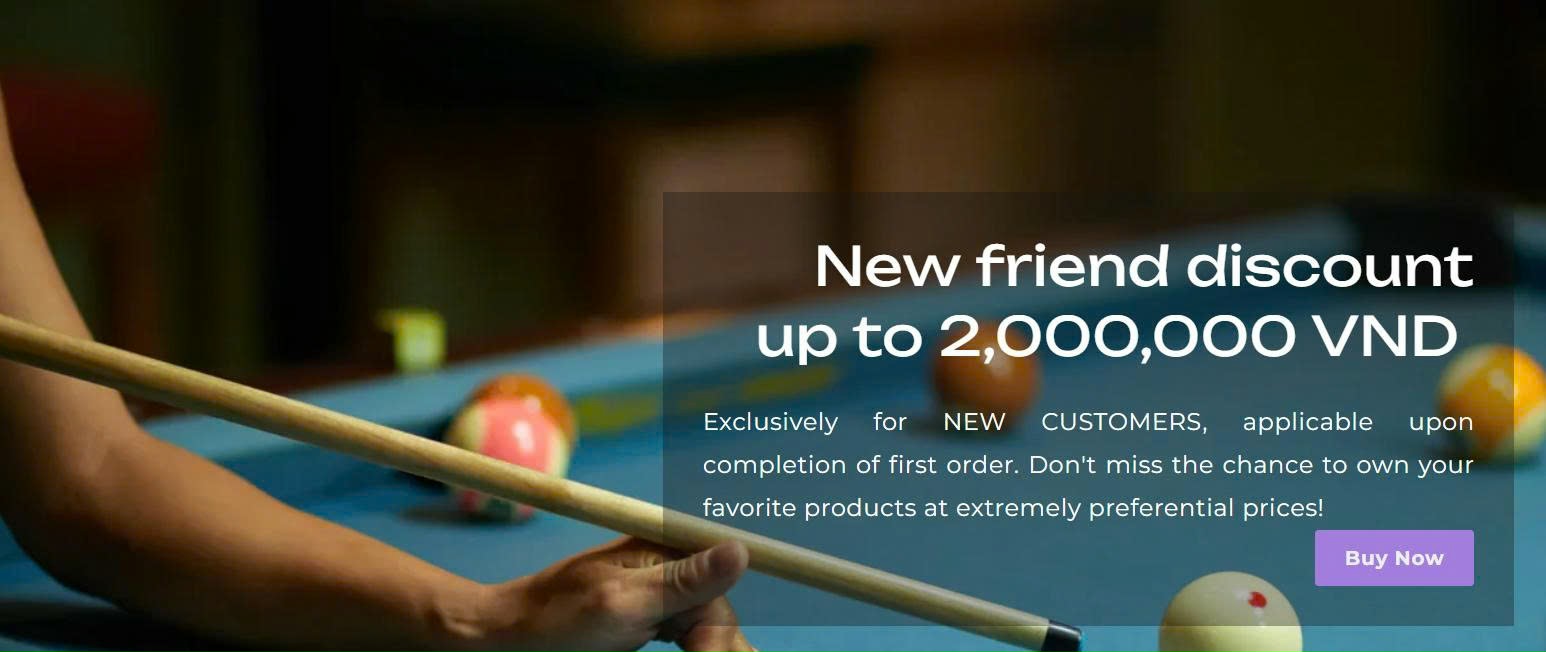 New friend discount
up to 2,000,000 VND
Exclusively for NEW CUSTOMERS, applicable upon
completion of first order. Don't miss the chance to own your
favorite products at extremely preferential prices!
Buy Now